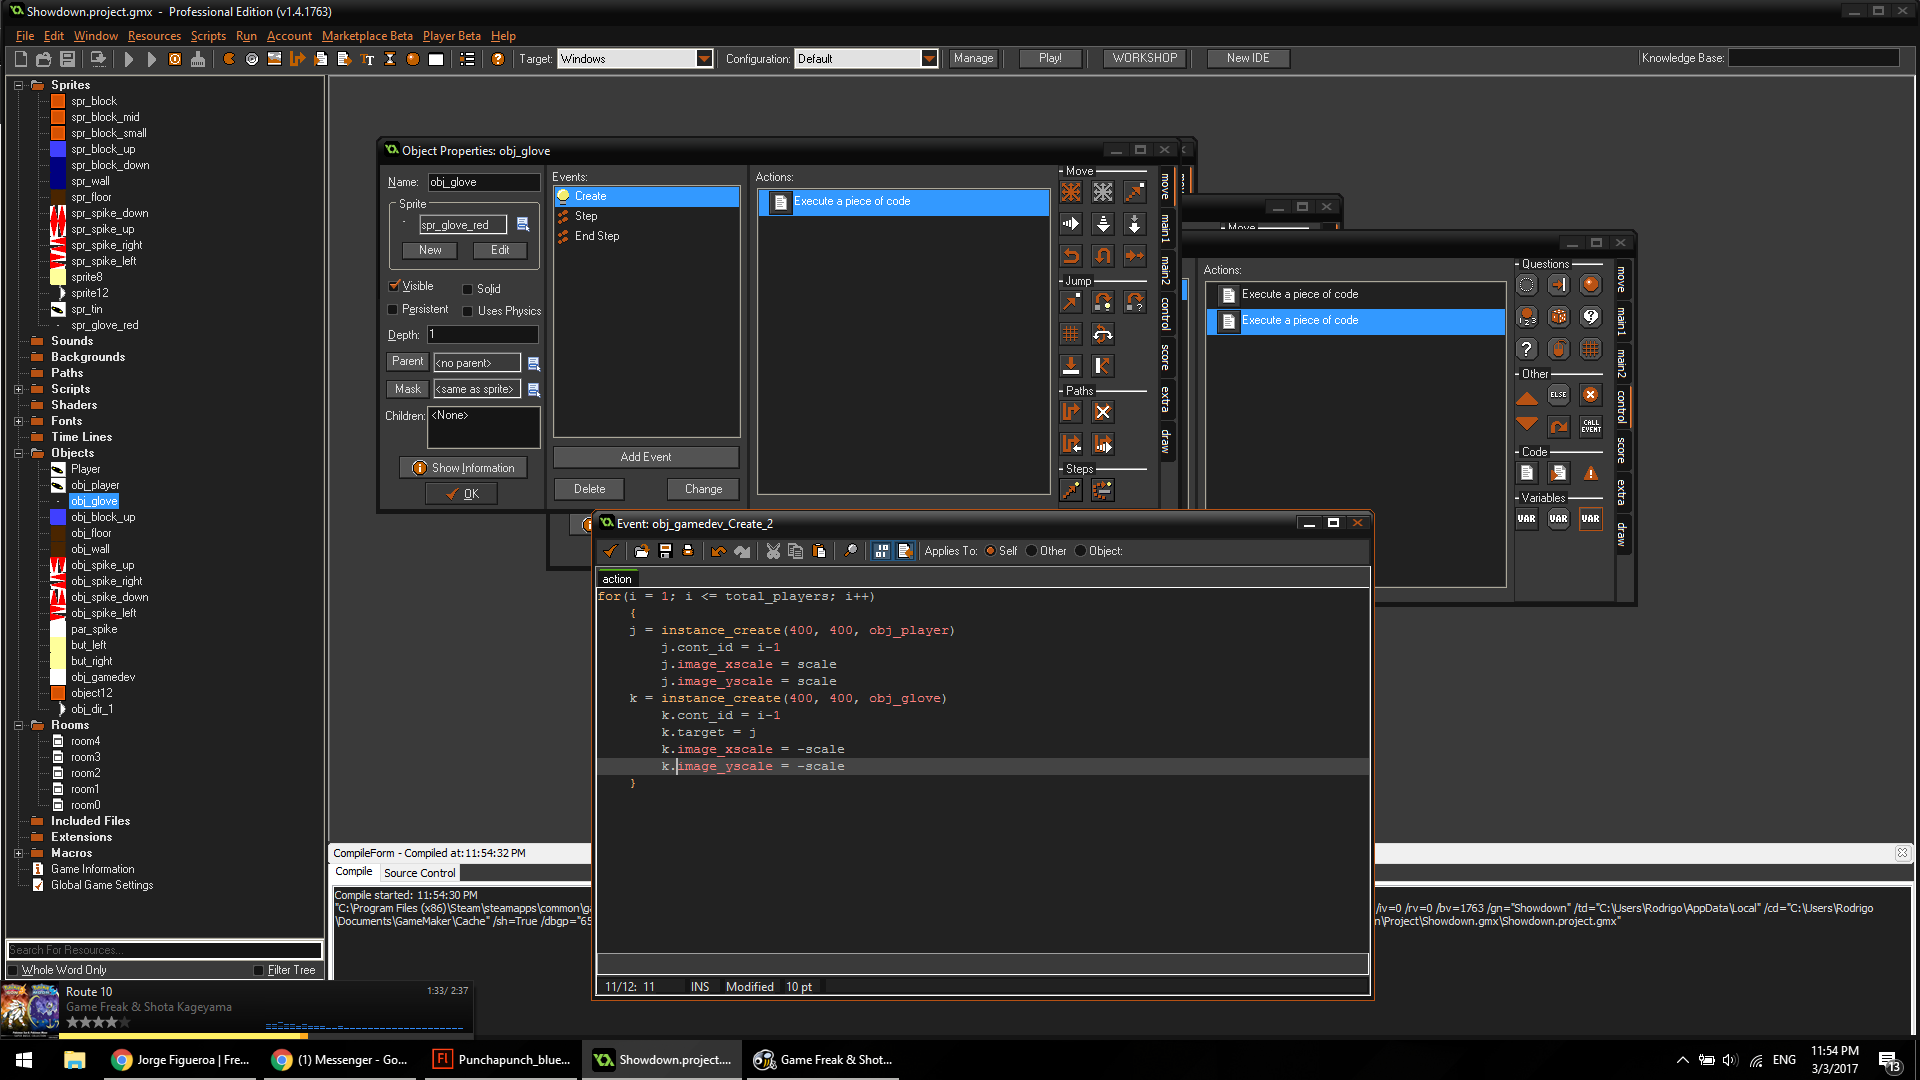 Showdown.project.gmx - Professional Edition (v1.4.1763)
File Edit Window Resources Scripts Run Account Marketplace Beta Player Beta Help
Target: Windows Configuration: Default Manage Play! WORKSHOP New IDE Knowledge Base:
Sprites
spr_block
spr_block_mid
spr_block_small
spr_block_up
spr_block_down
spr_wall
spr_floor
spr_spike_down
spr_spike_up
spr_spike_right
spr_spike_left
sprite8
sprite12
spr_tin
spr_glove_red
Sounds
Backgrounds
Paths
Scripts
Shaders
Fonts
Time Lines
Objects
Player
obj_player
obj_glove
obj_block_up
obj_floor
obj_wall
obj_spike_up
obj_spike_right
obj_spike_down
obj_spike_left
par_spike
but_left
but_right
obj_gamedev
object12
obj_dir_1
Rooms
room4
room3
room2
room1
room0
Included Files
Extensions
Macros
Game Information
Global Game Settings
Search For Resources...
Whole Word Only Filter Tree
Object Properties: obj_glove
Name: obj_glove
Sprite
spr_glove_red
New Edit
Visible Solid
Persistent Uses Physics
Depth: 1
Parent <no parent>
Mask <same as sprite>
Children: <None>
Show Information
OK
Events:
Create
Step
End Step
Add Event
Delete Change
Actions:
Execute a piece of code
Move
Jump
Paths
Steps
move
main1
main2
control
score
extra
draw
move
Move
Actions:
Execute a piece of code
Execute a piece of code
Questions
Other
ELSE
CALL EVENT
Code
Variables
VAR VAR VAR
move
main1
main2
control
score
extra
draw
Event: obj_gamedev_Create_2
Applies To: Self Other Object:
action
for(i = 1; i <= total_players; i++)
{
j = instance_create(400, 400, obj_player)
j.cont_id = i-1
j.image_xscale = scale
j.image_yscale = scale
k = instance_create(400, 400, obj_glove)
k.cont_id = i-1
k.target = j
k.image_xscale = -scale
k.image_yscale = -scale
}
11/12: 11 INS Modified 10 pt
CompileForm - Compiled at:11:54:32 PM
Compile Source Control
Compile started: 11:54:30 PM
"C:\Program Files (x86)\Steam\steamapps\common\ga
/iv=0 /rv=0 /bv=1763 /gn="Showdown" /td="C:\Users\Rodrigo\AppData\Local" /cd="C:\Users\Rodrigo
\Documents\GameMaker\Cache" /sh=True /dbgp="65
\Project\Showdown.gmx\Showdown.project.gmx"
Route 10 1:33/ 2:37
Game Freak & Shota Kageyama
Jorge Figueroa | Fre...
(1) Messenger - Go...
Punchapunch_blue...
Showdown.project....
Game Freak & Shot...
ENG
11:54 PM
3/3/2017
13